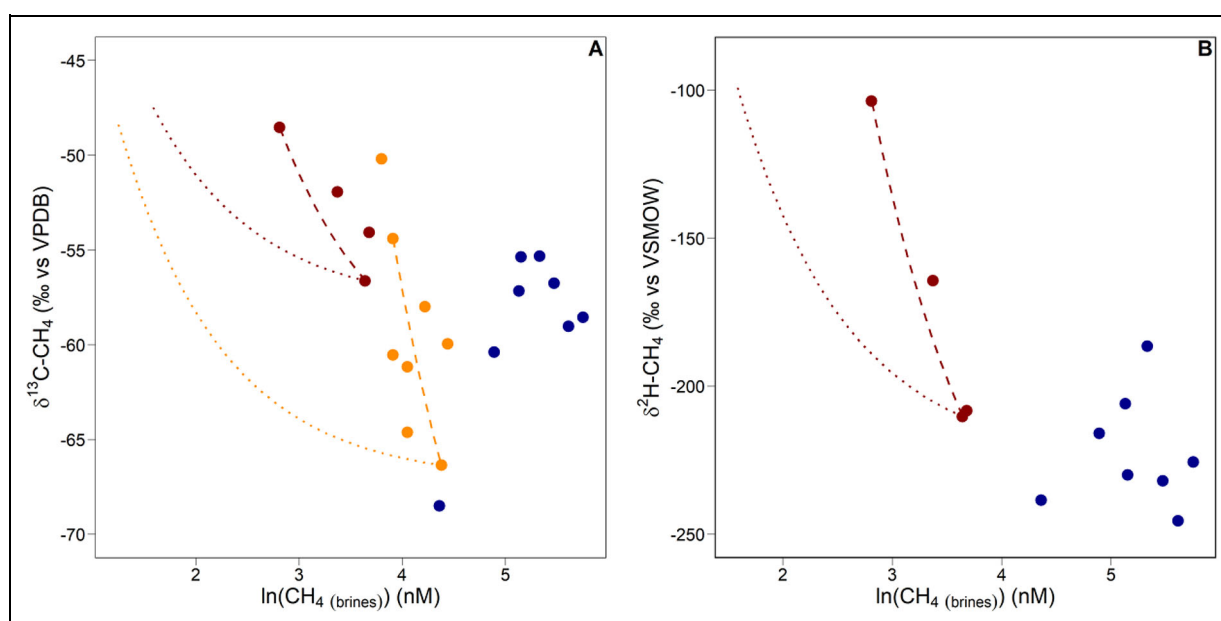 A
-45
-50
-55
-60
-65
-70
δ¹³C-CH₄ (‰ vs VPDB)
2 3 4 5
ln(CH₄ (brines)) (nM)
B
-100
-150
-200
-250
δ²H-CH₄ (‰ vs VSMOW)
2 3 4 5
ln(CH₄ (brines)) (nM)